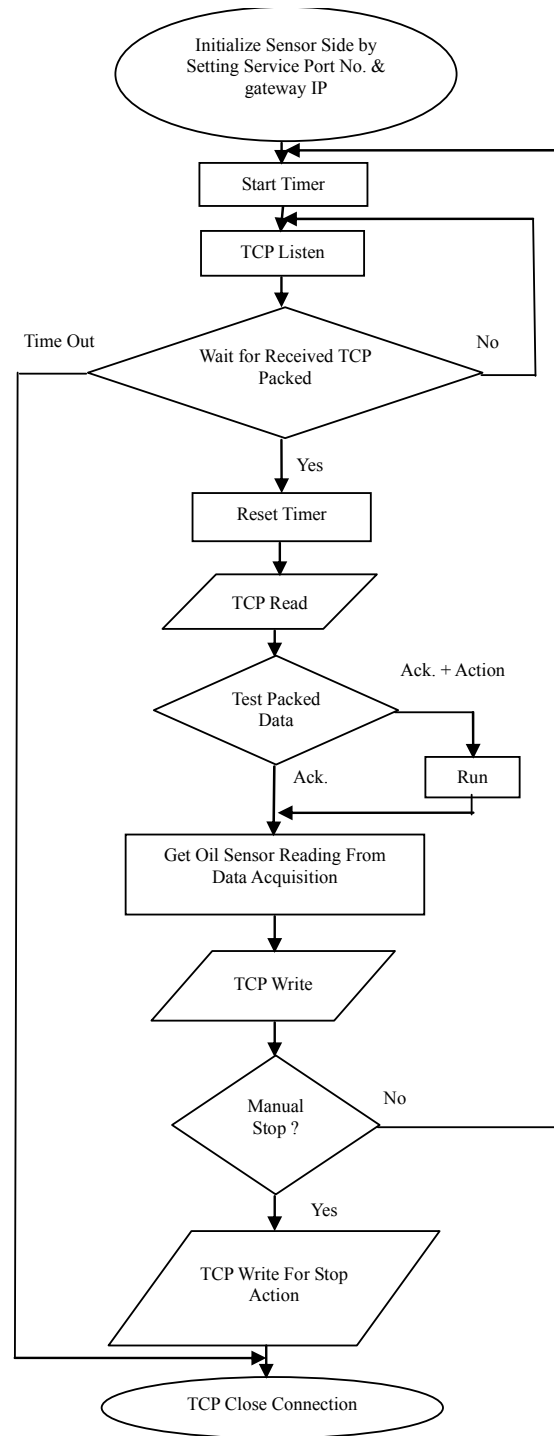 Initialize Sensor Side by
Setting Service Port No. &
gateway IP
Start Timer
TCP Listen
Time Out
Wait for Received TCP
Packed
No
Yes
Reset Timer
TCP Read
Ack. + Action
Test Packed
Data
Ack.
Run
Get Oil Sensor Reading From
Data Acquisition
TCP Write
Manual
Stop ?
No
Yes
TCP Write For Stop
Action
TCP Close Connection